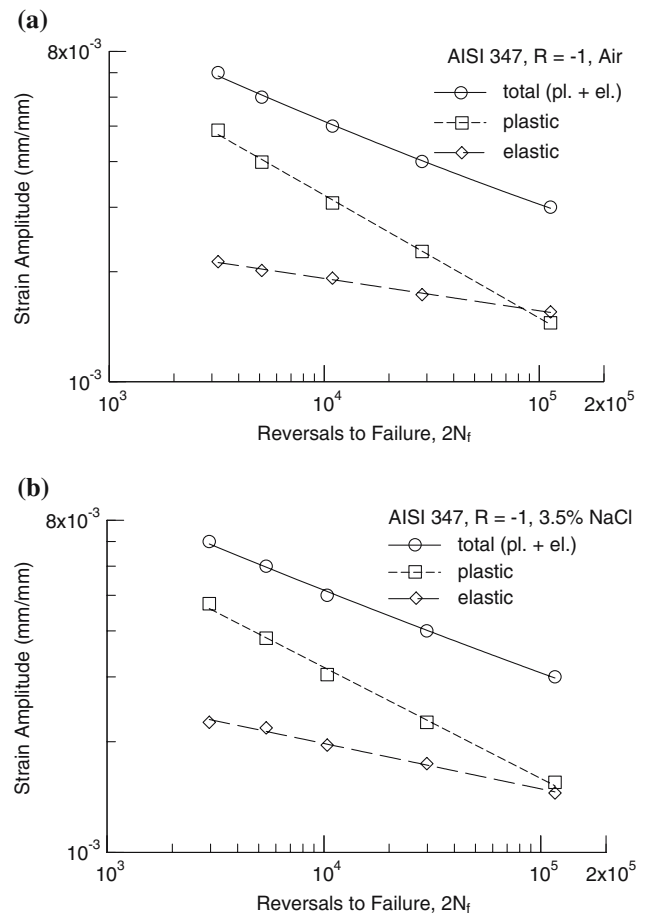 (a)
8x10⁻³
AISI 347, R = -1, Air
total (pl. + el.)
plastic
elastic
Strain Amplitude (mm/mm)
10⁻³
10³
10⁴
10⁵
2x10⁵
Reversals to Failure, 2N_f
(b)
8x10⁻³
AISI 347, R = -1, 3.5% NaCl
total (pl. + el.)
plastic
elastic
Strain Amplitude (mm/mm)
10⁻³
10³
10⁴
10⁵
2x10⁵
Reversals to Failure, 2N_f